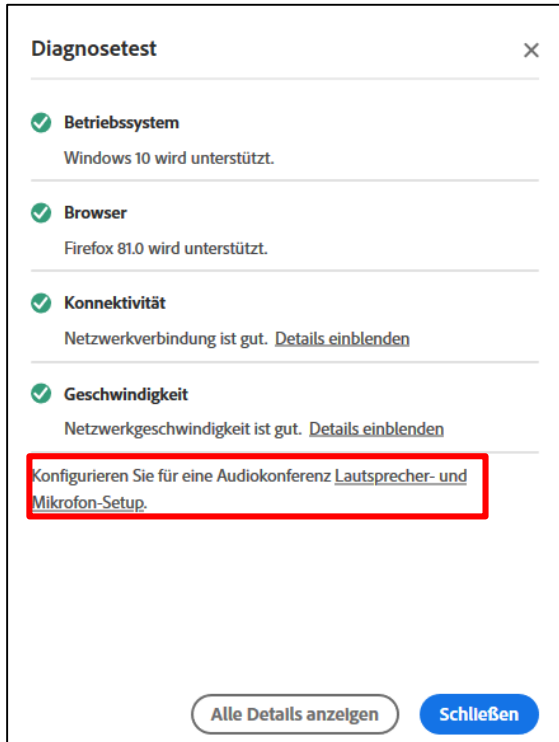 Diagnosetest
Betriebssystem
Windows 10 wird unterstützt.
Browser
Firefox 81.0 wird unterstützt.
Konnektivität
Netzwerkverbindung ist gut. Details einblenden
Geschwindigkeit
Netzwerkgeschwindigkeit ist gut. Details einblenden
Konfigurieren Sie für eine Audiokonferenz Lautsprecher- und
Mikrofon-Setup.
Alle Details anzeigen
Schließen